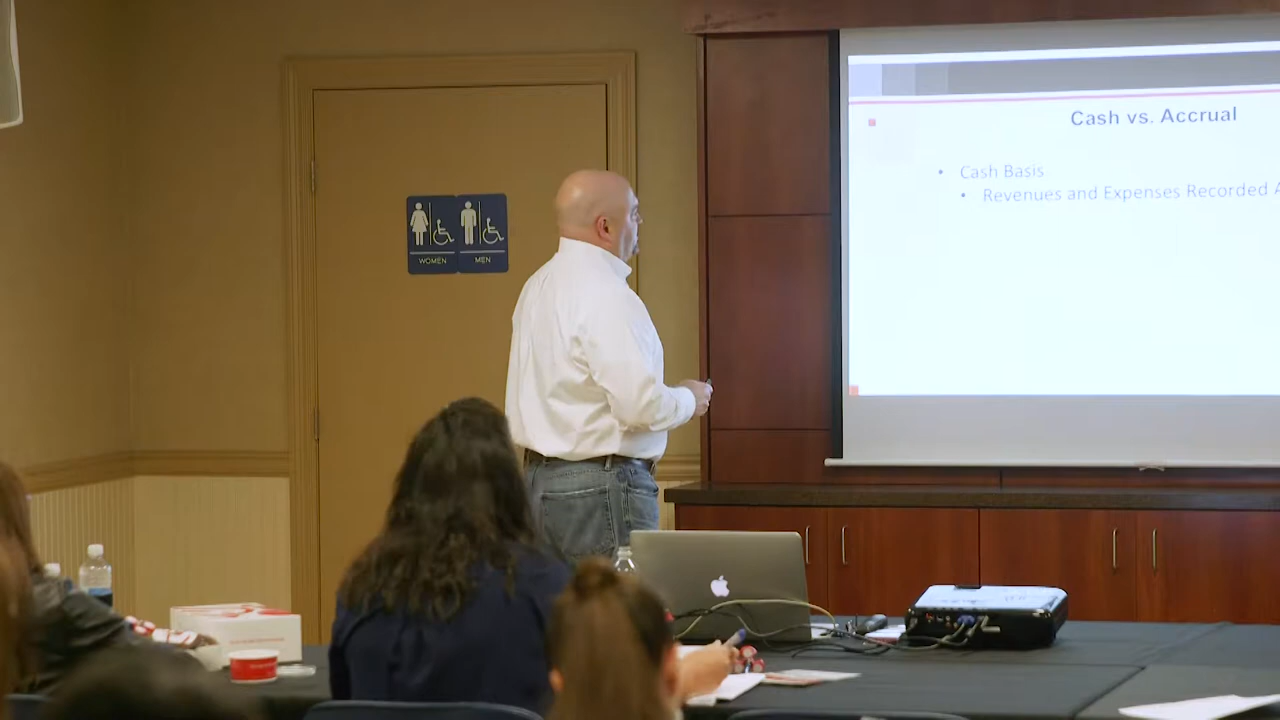 Cash vs. Accrual
• Cash Basis
• Revenues and Expenses Recorded
WOMEN
MEN